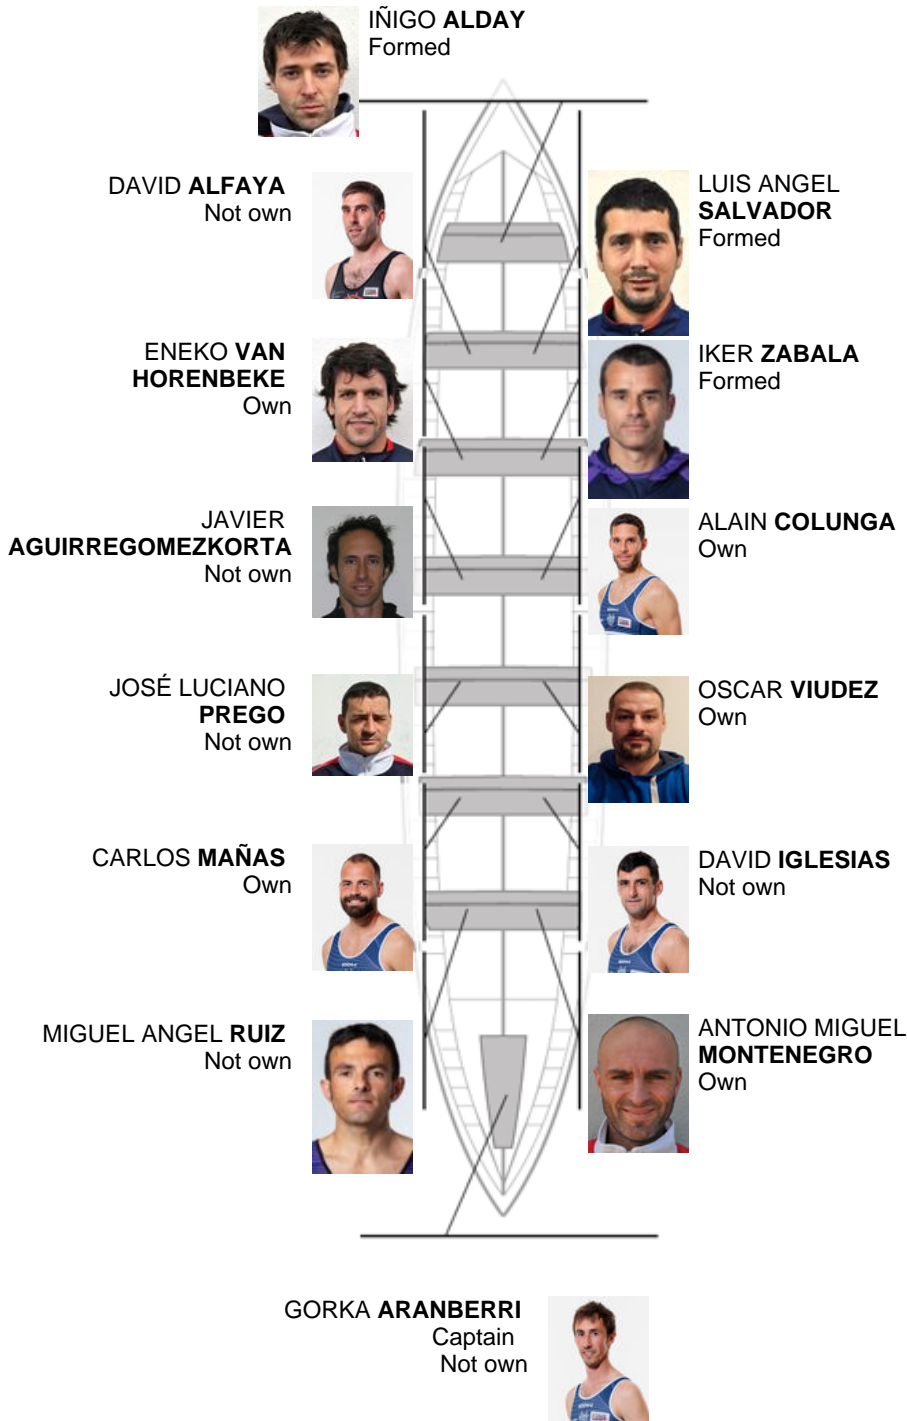 IÑIGO ALDAY
Formed
DAVID ALFAYA
Not own
LUIS ANGEL
SALVADOR
Formed
ENEKO VAN
HORENBEKE
Own
IKER ZABALA
Formed
JAVIER
AGUIRREGOMEZKORTA
Not own
ALAIN COLUNGA
Own
JOSÉ LUCIANO
PREGO
Not own
OSCAR VIUDEZ
Own
CARLOS MAÑAS
Own
DAVID IGLESIAS
Not own
MIGUEL ANGEL RUIZ
Not own
ANTONIO MIGUEL
MONTENEGRO
Own
GORKA ARANBERRI
Captain
Not own